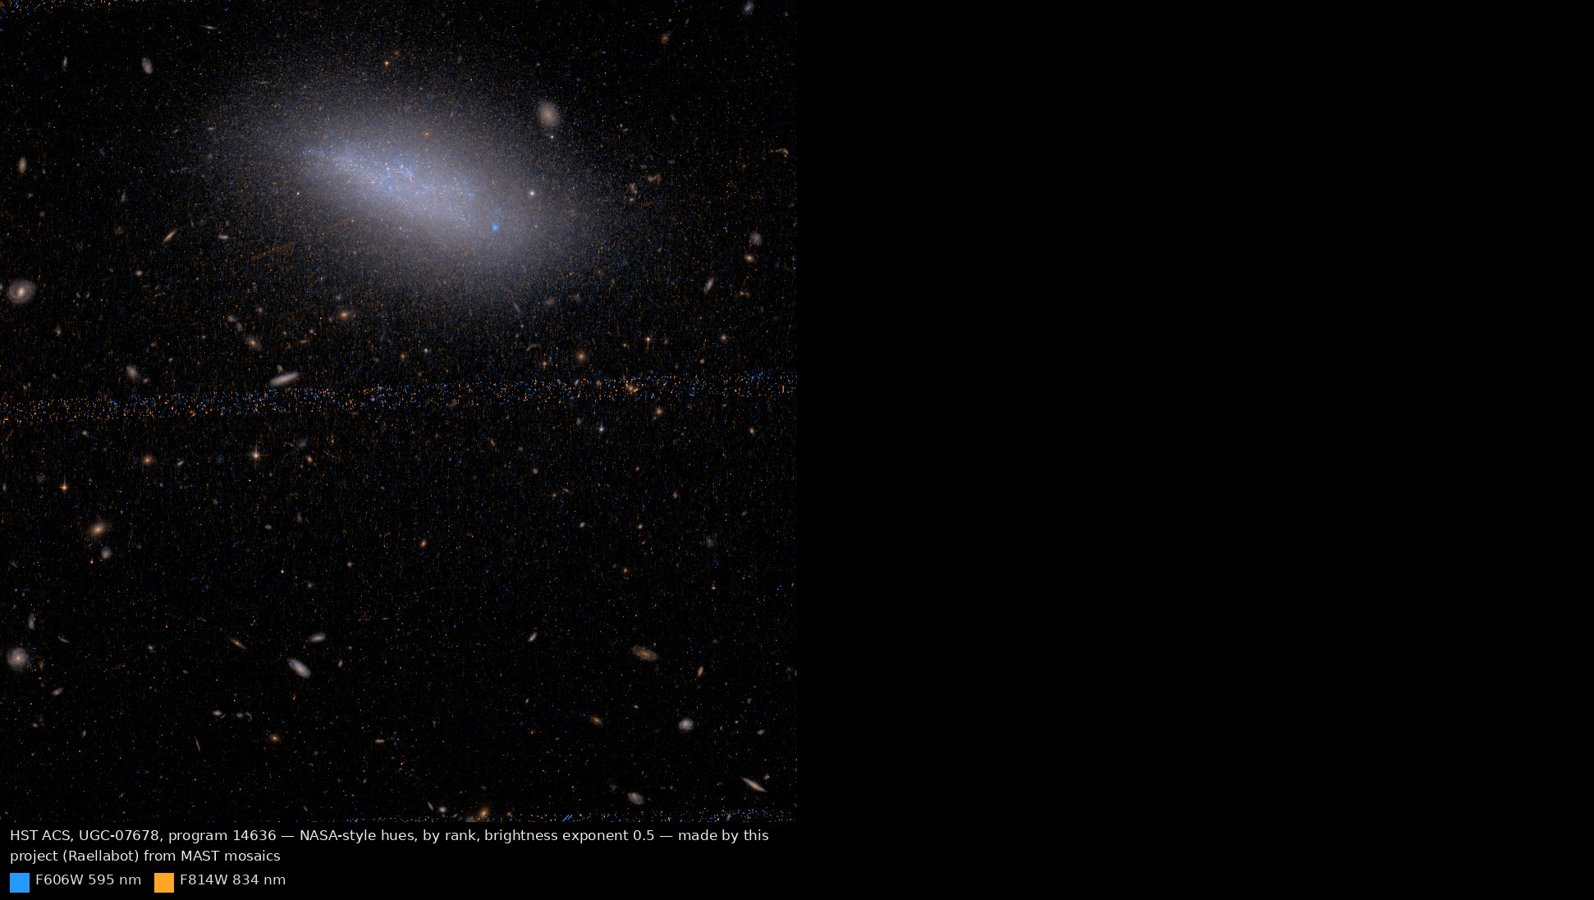 HST ACS, UGC-07678, program 14636 — NASA-style hues, by rank, brightness exponent 0.5 — made by this
project (Raellabot) from MAST mosaics
F606W 595 nm F814W 834 nm